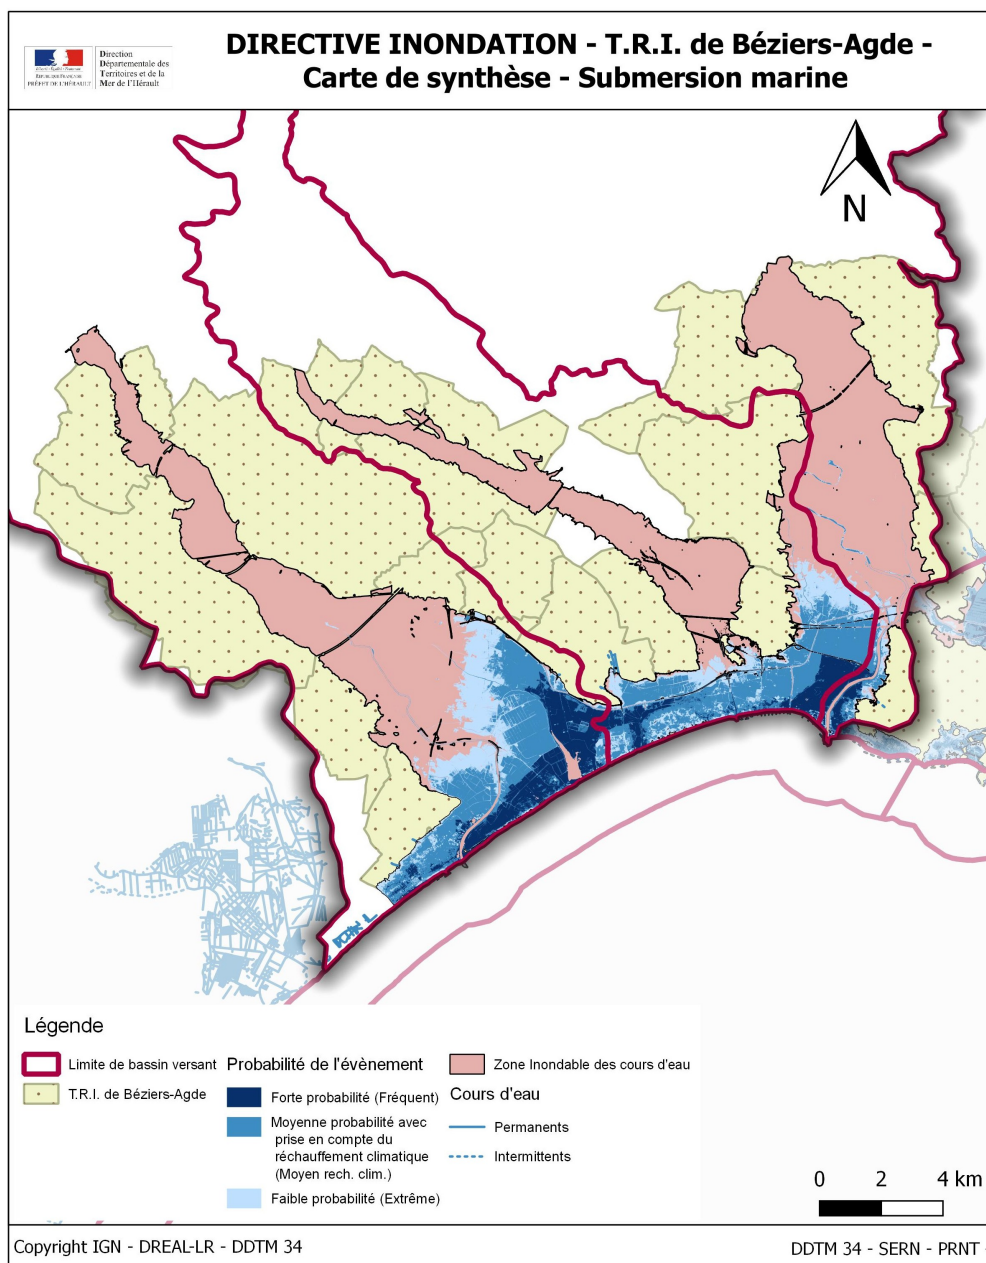 DIRECTIVE INONDATION - T.R.I. de Béziers-Agde -
Carte de synthèse - Submersion marine
PRÉFET DE L'HÉRAULT
Direction
Départementale des
Territoires et de la
Mer de l'Hérault
N
Légende
Limite de bassin versant
T.R.I. de Béziers-Agde
Probabilité de l'évènement
Forte probabilité (Fréquent)
Moyenne probabilité avec
prise en compte du
réchauffement climatique
(Moyen rech. clim.)
Faible probabilité (Extrême)
Zone Inondable des cours d'eau
Cours d'eau
Permanents
Intermittents
0 2 4 km
Copyright IGN - DREAL-LR - DDTM 34
DDTM 34 - SERN - PRNT -